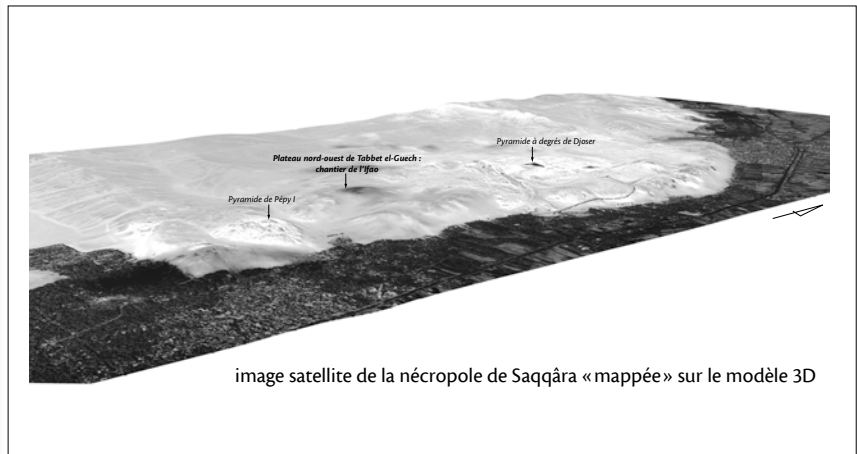 Pyramide à degrés de Djoser
Plateau nord-ouest de Tabbet el-Guech :
chantier de l'Ifao
Pyramide de Pépy I
image satellite de la nécropole de Saqqâra « mappée » sur le modèle 3D